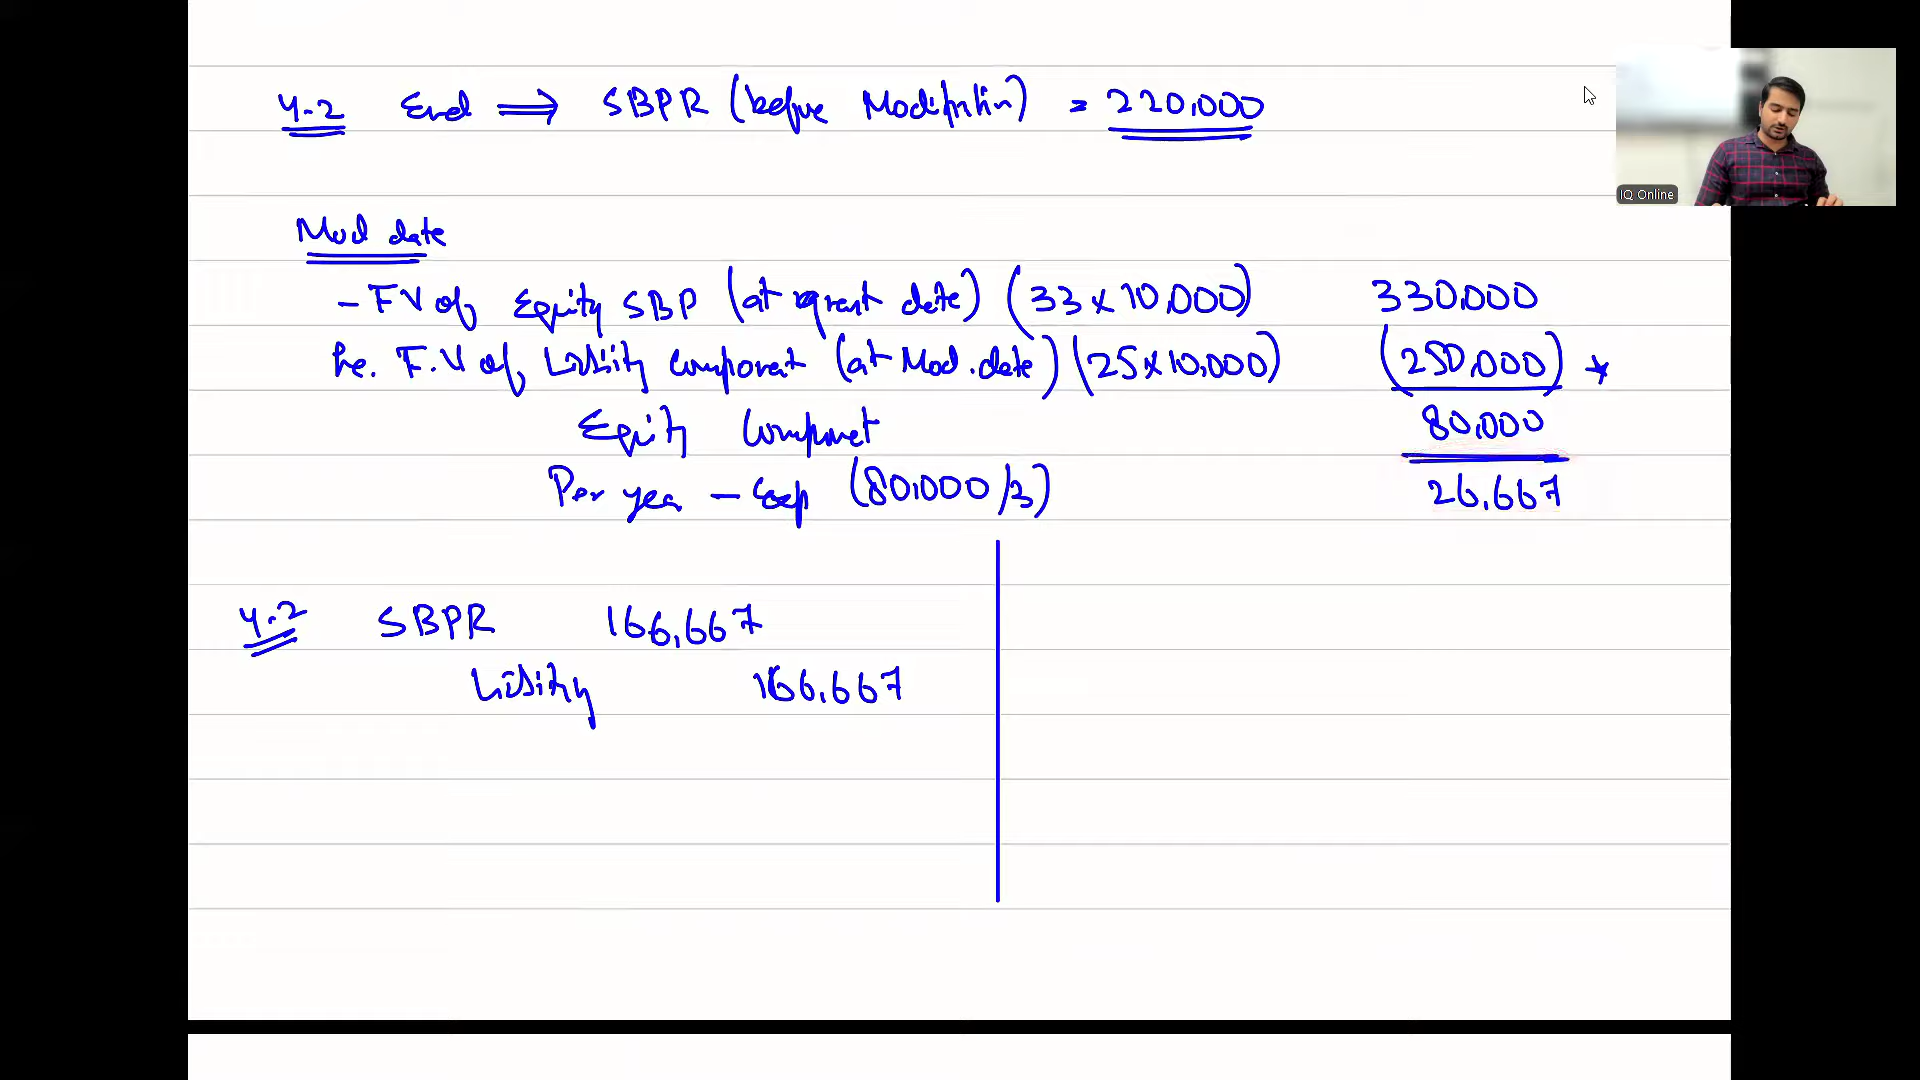 Y-2 End ⇒ SBPR (before Modification) = 220,000
IQ Online
Mod date
- FV of Equity SBP (at grant date) (33 x 10,000) 330,000
F.V of Liability Component (at Mod. date) (25 x 10,000) (250,000) *
Equity Componet 80,000
Per year - Exp (80,000/3) 26,667
Y-2 SBPR 166,667
Liability 166,667